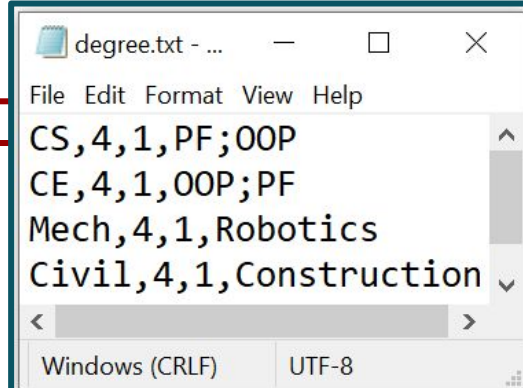 degree.txt - ...
File Edit Format View Help
CS,4,1,PF;OOP
CE,4,1,OOP;PF
Mech,4,1,Robotics
Civil,4,1,Construction
Windows (CRLF) UTF-8